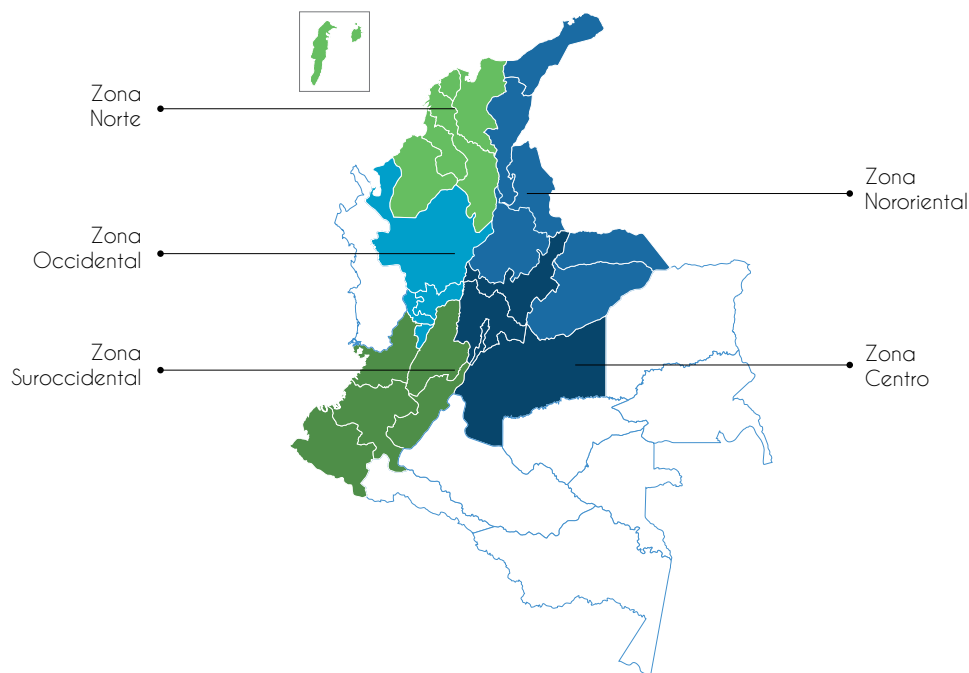 Zona
Norte
Zona
Nororiental
Zona
Occidental
Zona
Suroccidental
Zona
Centro